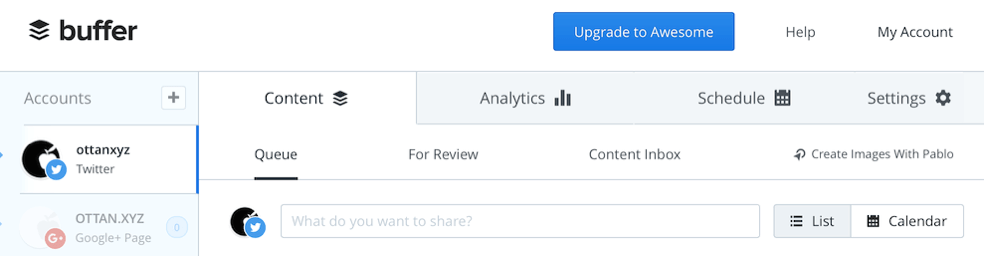 buffer
Upgrade to Awesome
Help
My Account
Accounts
+
Content
Analytics
Schedule
Settings
ottanxyz
Twitter
Queue
For Review
Content Inbox
Create Images With Pablo
OTTAN.XYZ
Google+ Page
0
G+
What do you want to share?
List
Calendar